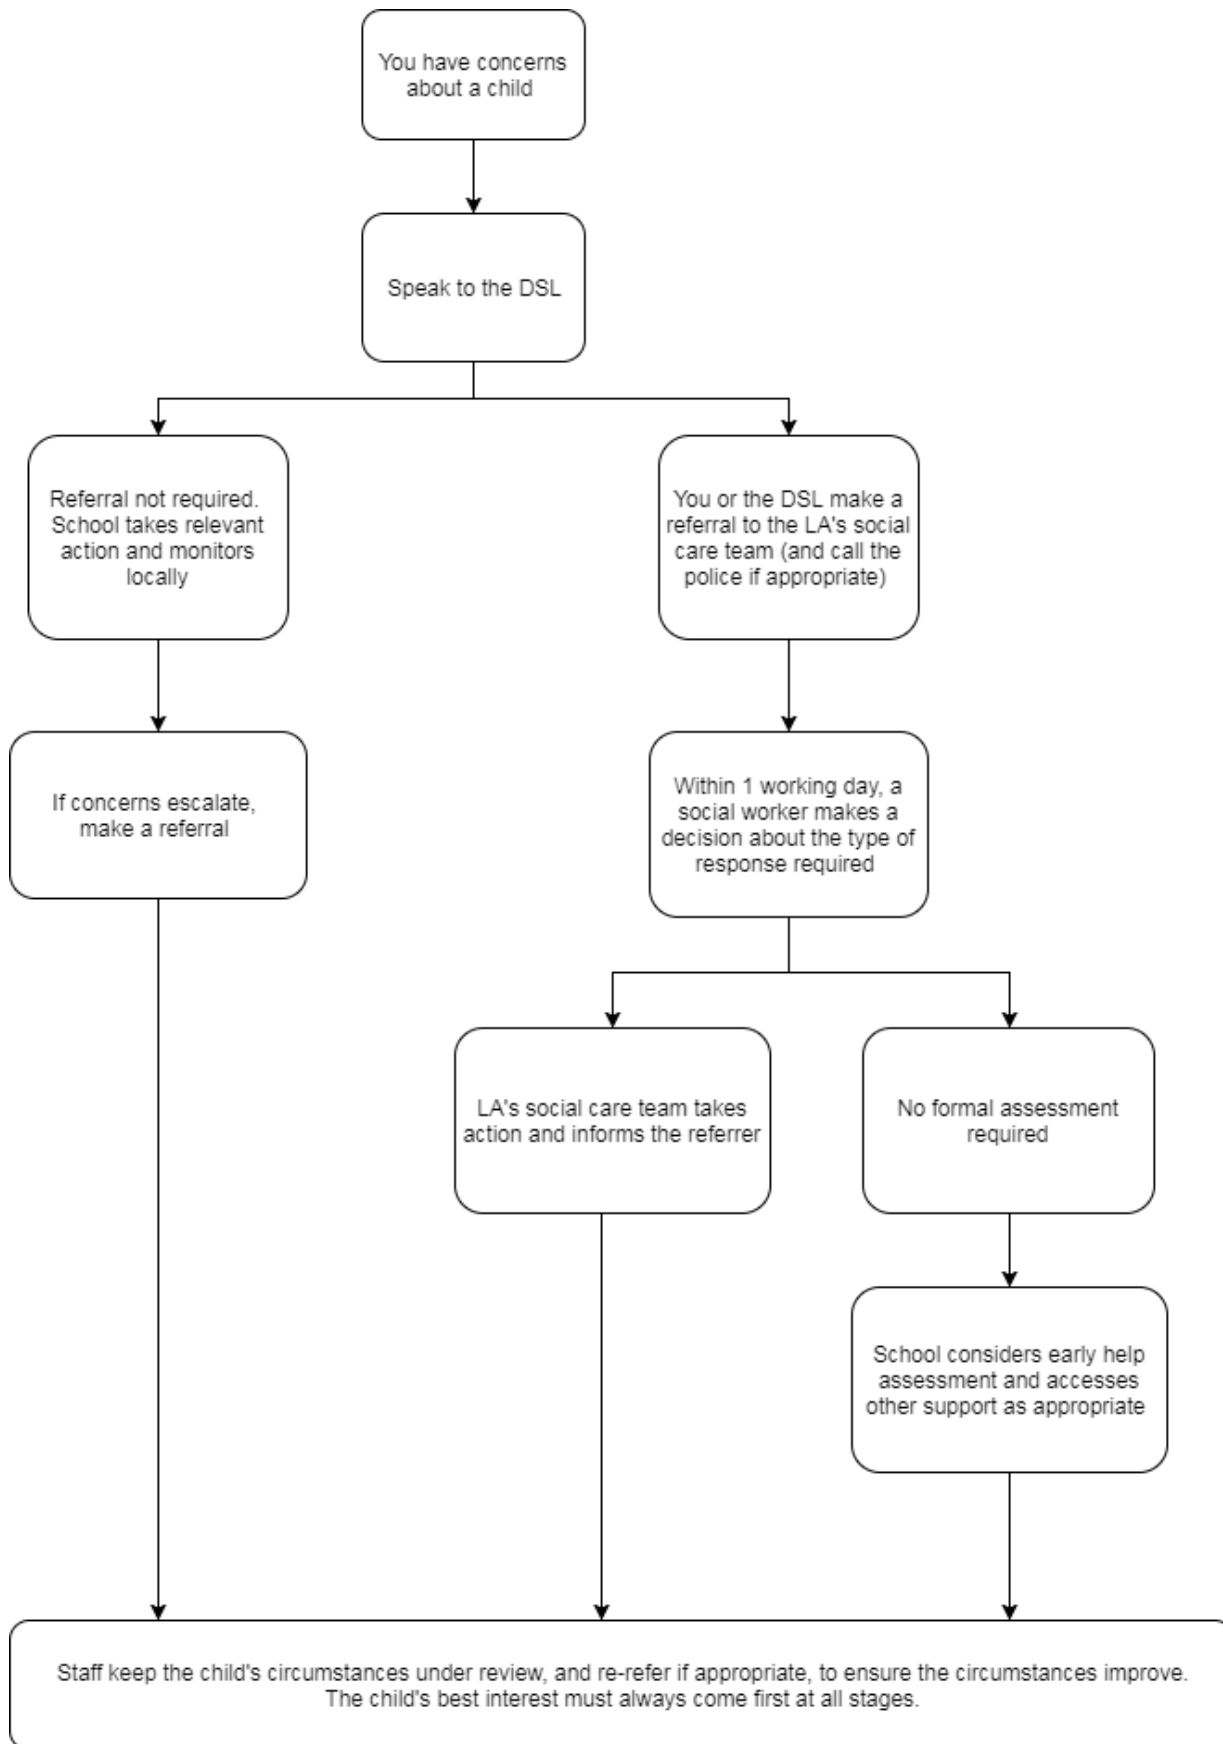 You have concerns
about a child
Speak to the DSL
Referral not required.
School takes relevant
action and monitors
locally
You or the DSL make a
referral to the LA's social
care team (and call the
police if appropriate)
If concerns escalate,
make a referral
Within 1 working day, a
social worker makes a
decision about the type of
response required
LA's social care team takes
action and informs the referrer
No formal assessment
required
School considers early help
assessment and accesses
other support as appropriate
Staff keep the child's circumstances under review, and re-refer if appropriate, to ensure the circumstances improve.
The child's best interest must always come first at all stages.